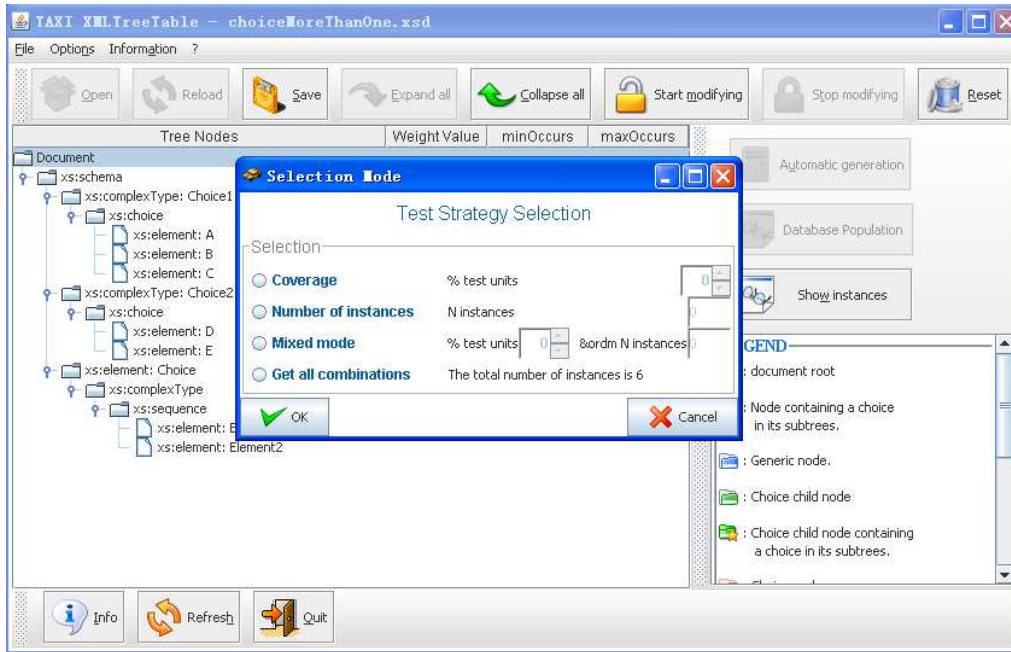 TAXI XMLTreeTable - choiceMoreThanOne.xsd
File Options Information ?
Open Reload Save Expand all Collapse all Start modifying Stop modifying Reset
Tree Nodes Weight Value minOccurs maxOccurs
Document
xs:schema
xs:complexType: Choice1
xs:choice
xs:element: A
xs:element: B
xs:element: C
xs:complexType: Choice2
xs:choice
xs:element: D
xs:element: E
xs:element: Choice
xs:complexType
xs:sequence
xs:element: E
xs:element: Element2
Selection Mode
Test Strategy Selection
Selection
Coverage % test units 0
Number of instances N instances 0
Mixed mode % test units 0 &ordm N instances 0
Get all combinations The total number of instances is 6
OK Cancel
Automatic generation
Database Population
Show instances
GEND
: document root
: Node containing a choice
in its subtrees.
: Generic node.
: Choice child node
: Choice child node containing
a choice in its subtrees.
Info Refresh Quit